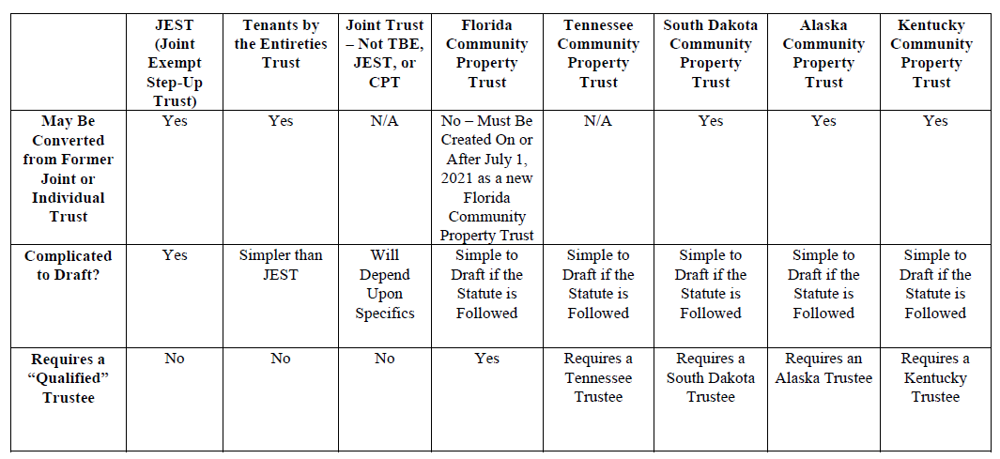 JEST
(Joint
Exempt
Step-Up
Trust)
Tenants by
the Entireties
Trust
Joint Trust
– Not TBE,
JEST, or
CPT
Florida
Community
Property
Trust
Tennessee
Community
Property
Trust
South Dakota
Community
Property
Trust
Alaska
Community
Property
Trust
Kentucky
Community
Property
Trust
May Be
Converted
from Former
Joint or
Individual
Trust
Yes
Yes
N/A
No – Must Be
Created On or
After July 1,
2021 as a new
Florida
Community
Property Trust
N/A
Yes
Yes
Yes
Complicated
to Draft?
Yes
Simpler than
JEST
Will
Depend
Upon
Specifics
Simple to
Draft if the
Statute is
Followed
Simple to
Draft if the
Statute is
Followed
Simple to
Draft if the
Statute is
Followed
Simple to
Draft if the
Statute is
Followed
Simple to
Draft if the
Statute is
Followed
Requires a
“Qualified”
Trustee
No
No
No
Yes
Requires a
Tennessee
Trustee
Requires a
South Dakota
Trustee
Requires an
Alaska Trustee
Requires a
Kentucky
Trustee